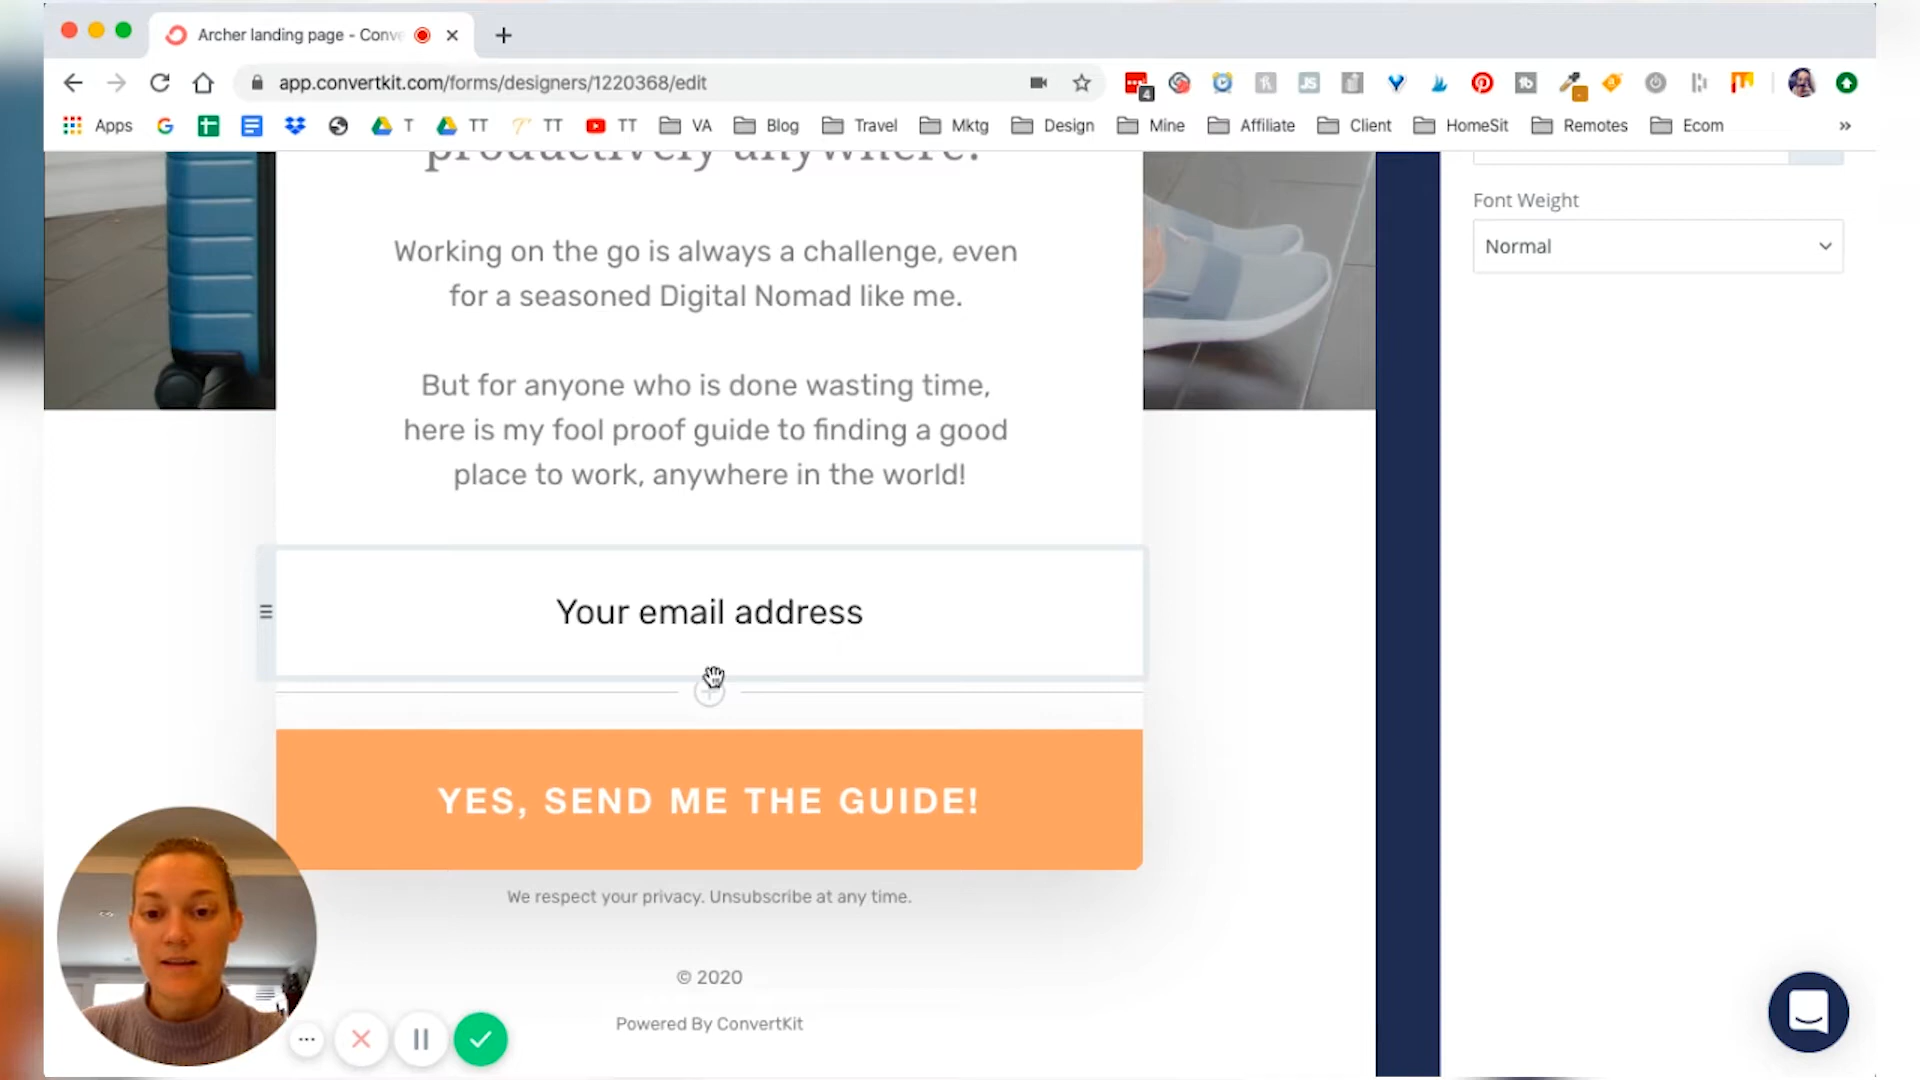 Archer landing page - Conv
app.convertkit.com/forms/designers/1220368/edit
4
JS
Apps
T
TT
TT
TT
VA
Blog
Travel
Mktg
Design
Mine
Affiliate
Client
HomeSit
Remotes
Ecom
»
productively anywhere?
Font Weight
Normal
Working on the go is always a challenge, even
for a seasoned Digital Nomad like me.
But for anyone who is done wasting time,
here is my fool proof guide to finding a good
place to work, anywhere in the world!
Your email address
YES, SEND ME THE GUIDE!
We respect your privacy. Unsubscribe at any time.
© 2020
Powered By ConvertKit